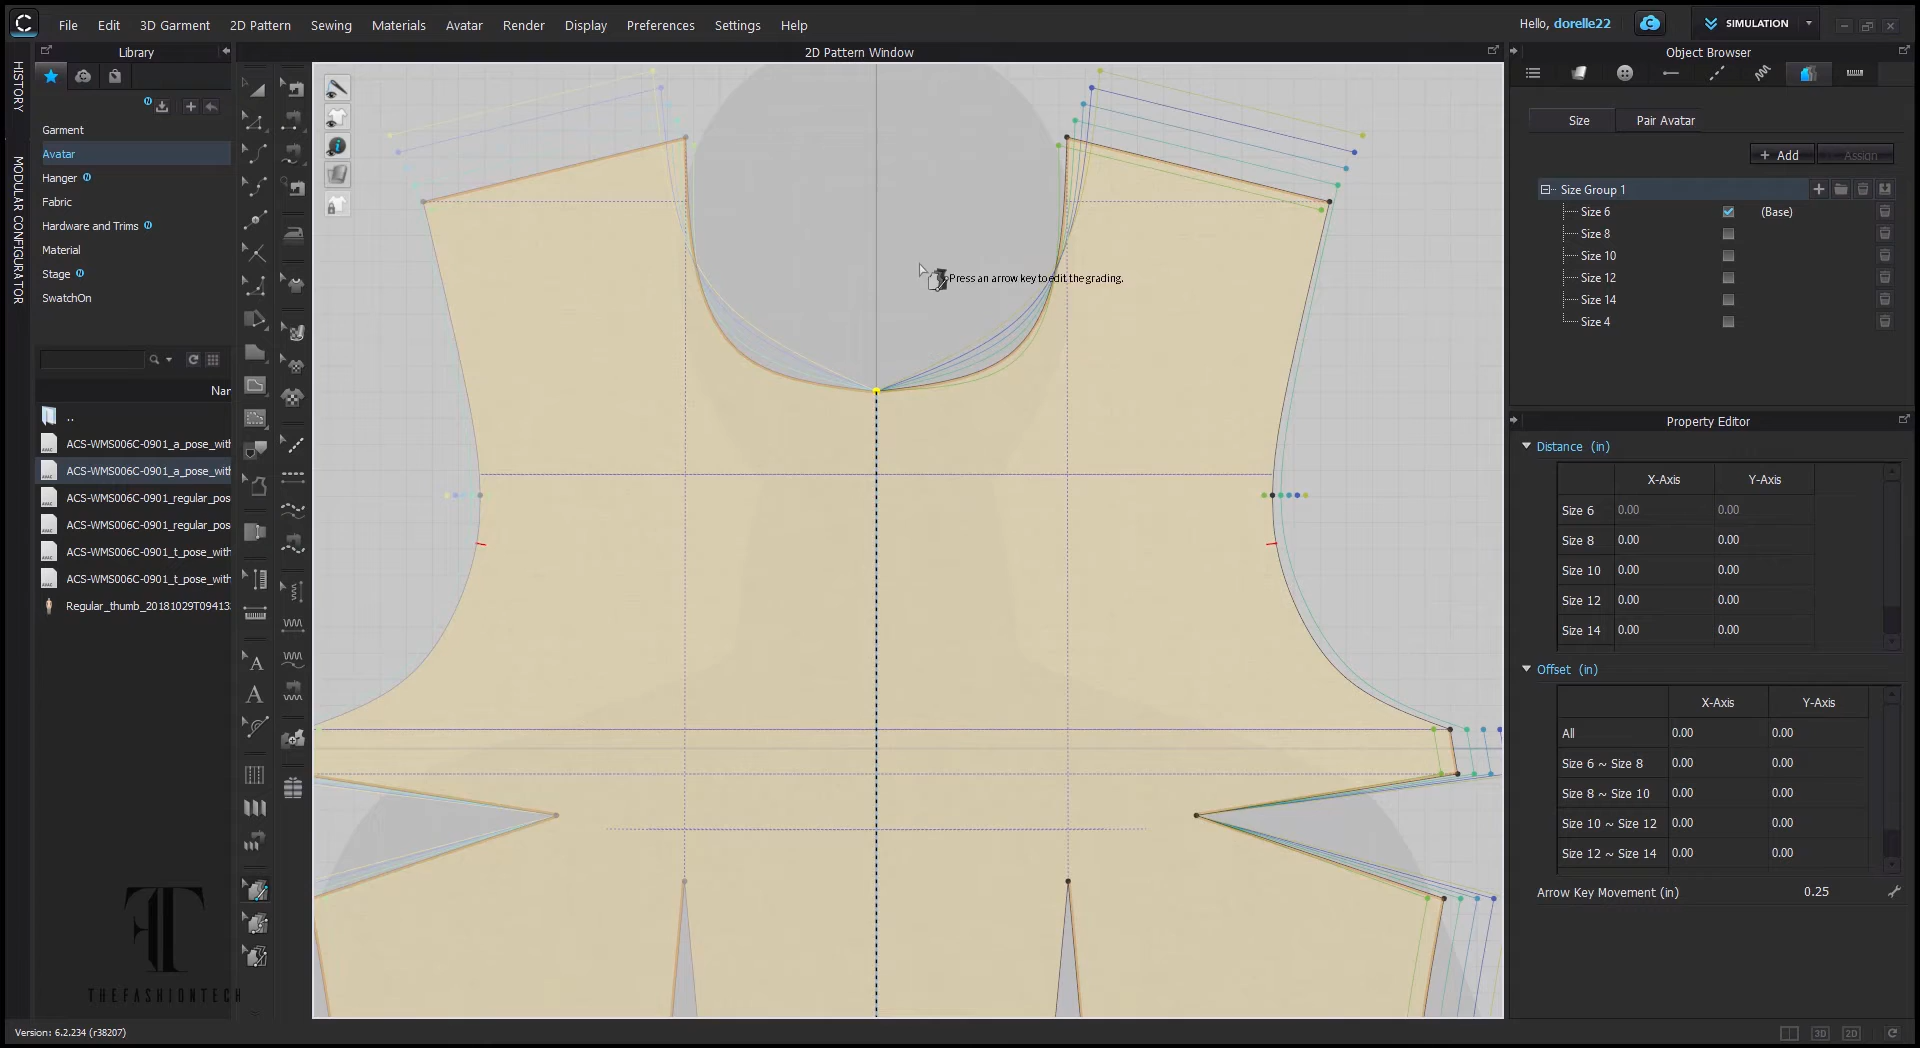 File Edit 3D Garment 2D Pattern Sewing Materials Avatar Render Display Preferences Settings Help
Hello, dorelle22
SIMULATION
HISTORY
MODULAR CONFIGURATOR
Library
Garment
Avatar
Hanger
Fabric
Hardware and Trims
Material
Stage
SwatchOn
Nar
..
ACS-WMS006C-0901_a_pose_with
ACS-WMS006C-0901_a_pose_with
ACS-WMS006C-0901_regular_pos
ACS-WMS006C-0901_regular_pos
ACS-WMS006C-0901_t_pose_with
ACS-WMS006C-0901_t_pose_with
Regular_thumb_20181029T09413
THEFASHIONTECH
Version: 6.2.234 (r38207)
2D Pattern Window
Press an arrow key to edit the grading.
Object Browser
Size Pair Avatar
+ Add Assign
Size Group 1
Size 6 (Base)
Size 8
Size 10
Size 12
Size 14
Size 4
Property Editor
Distance (in)
X-Axis Y-Axis
Size 6 0.00 0.00
Size 8 0.00 0.00
Size 10 0.00 0.00
Size 12 0.00 0.00
Size 14 0.00 0.00
Offset (in)
X-Axis Y-Axis
All 0.00 0.00
Size 6 ~ Size 8 0.00 0.00
Size 8 ~ Size 10 0.00 0.00
Size 10 ~ Size 12 0.00 0.00
Size 12 ~ Size 14 0.00 0.00
Arrow Key Movement (in) 0.25
3D 2D